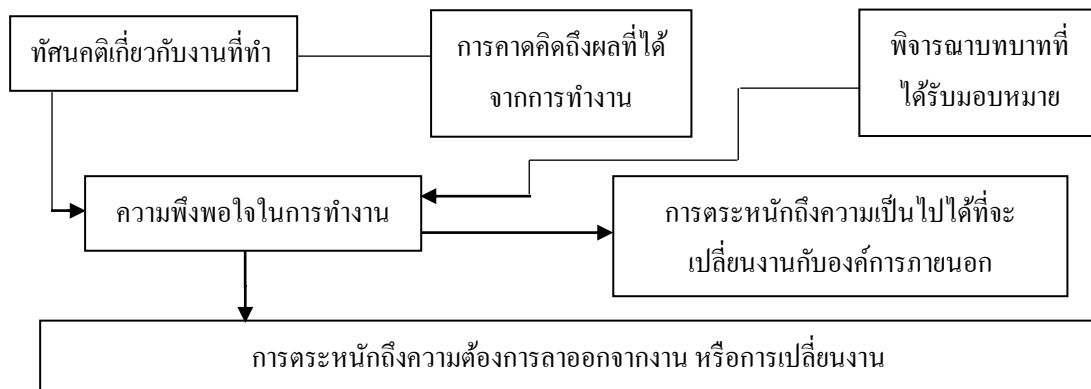 ทัศนคติเกี่ยวกับงานที่ทำ
การคาดคิดถึงผลที่ได้
จากการทำงาน
พิจารณาบทบาทที่
ได้รับมอบหมาย
ความพึงพอใจในการทำงาน
การตระหนักถึงความเป็นไปได้ที่จะ
เปลี่ยนงานกับองค์การภายนอก
การตระหนักถึงความต้องการลาออกจากงาน หรือการเปลี่ยนงาน